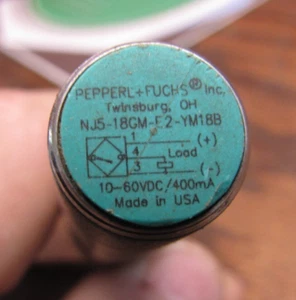 PEPPERL+FUCHS® Inc.
Twinsburg, OH
NJ5-18GM-E2-YM18B
1 (+)
4 Load
3 (-)
10-60VDC/400mA
Made in USA